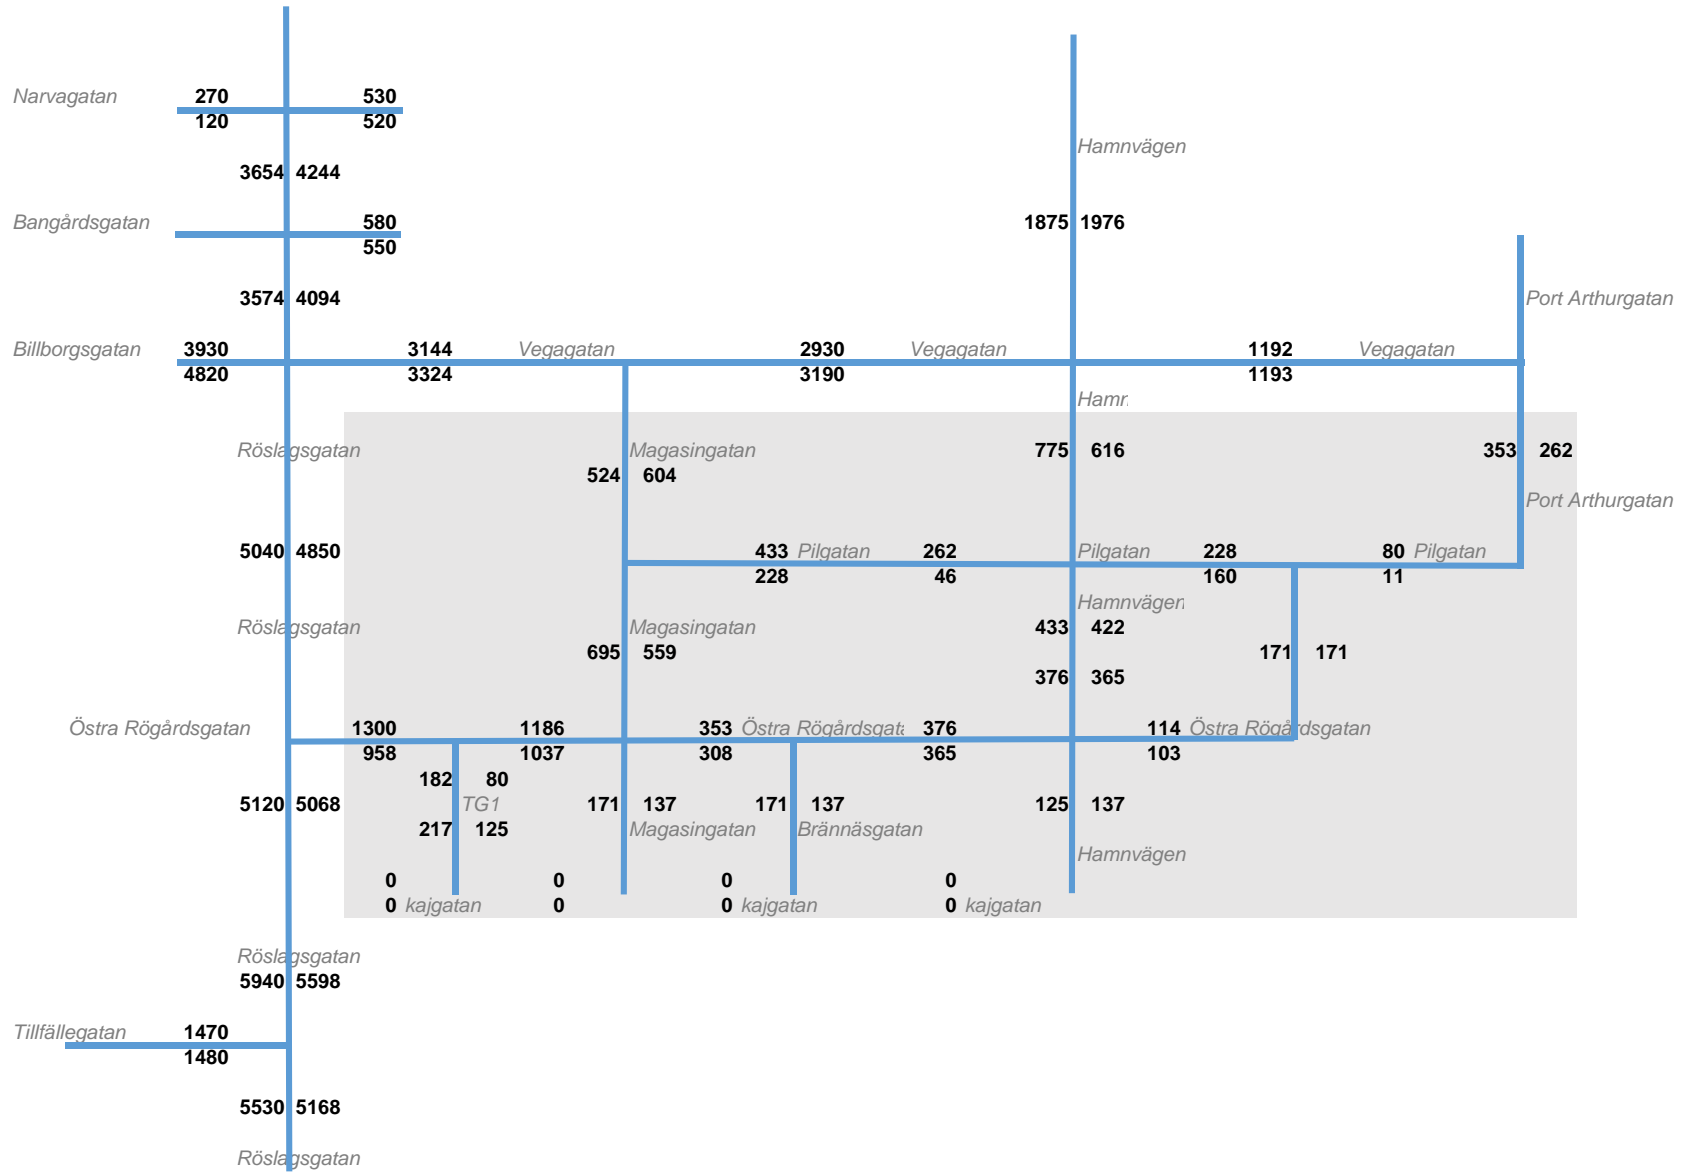 Narvagatan 270 530
120 520
Hamnvägen
3654 4244
Bangårdsgatan 580 1875 1976
550
3574 4094 Port Arthurgatan
Billborgsgatan 3930 3144 Vegagatan 2930 Vegagatan 1192 Vegagatan
4820 3324 3190 1193
Röslagsgatan Magasingatan 775 616 353 262
524 604
Port Arthurgatan
5040 4850 433 Pilgatan 262 Pilgatan 228 80 Pilgatan
228 46 160 11
Hamnvägen
Röslagsgatan Magasingatan 433 422
695 559 171 171
376 365
Östra Rögårdsgatan 1300 1186 353 Östra Rögårdsgat 376 114 Östra Rögårdsgatan
958 1037 308 365 103
182 80
5120 5068 TG1 171 137 171 137 125 137
217 125 Magasingatan Brännäsgatan
Hamnvägen
0 0 0 0
0 kajgatan 0 0 kajgatan 0 kajgatan
Röslagsgatan
5940 5598
Tillfällegatan 1470
1480
5530 5168
Röslagsgatan